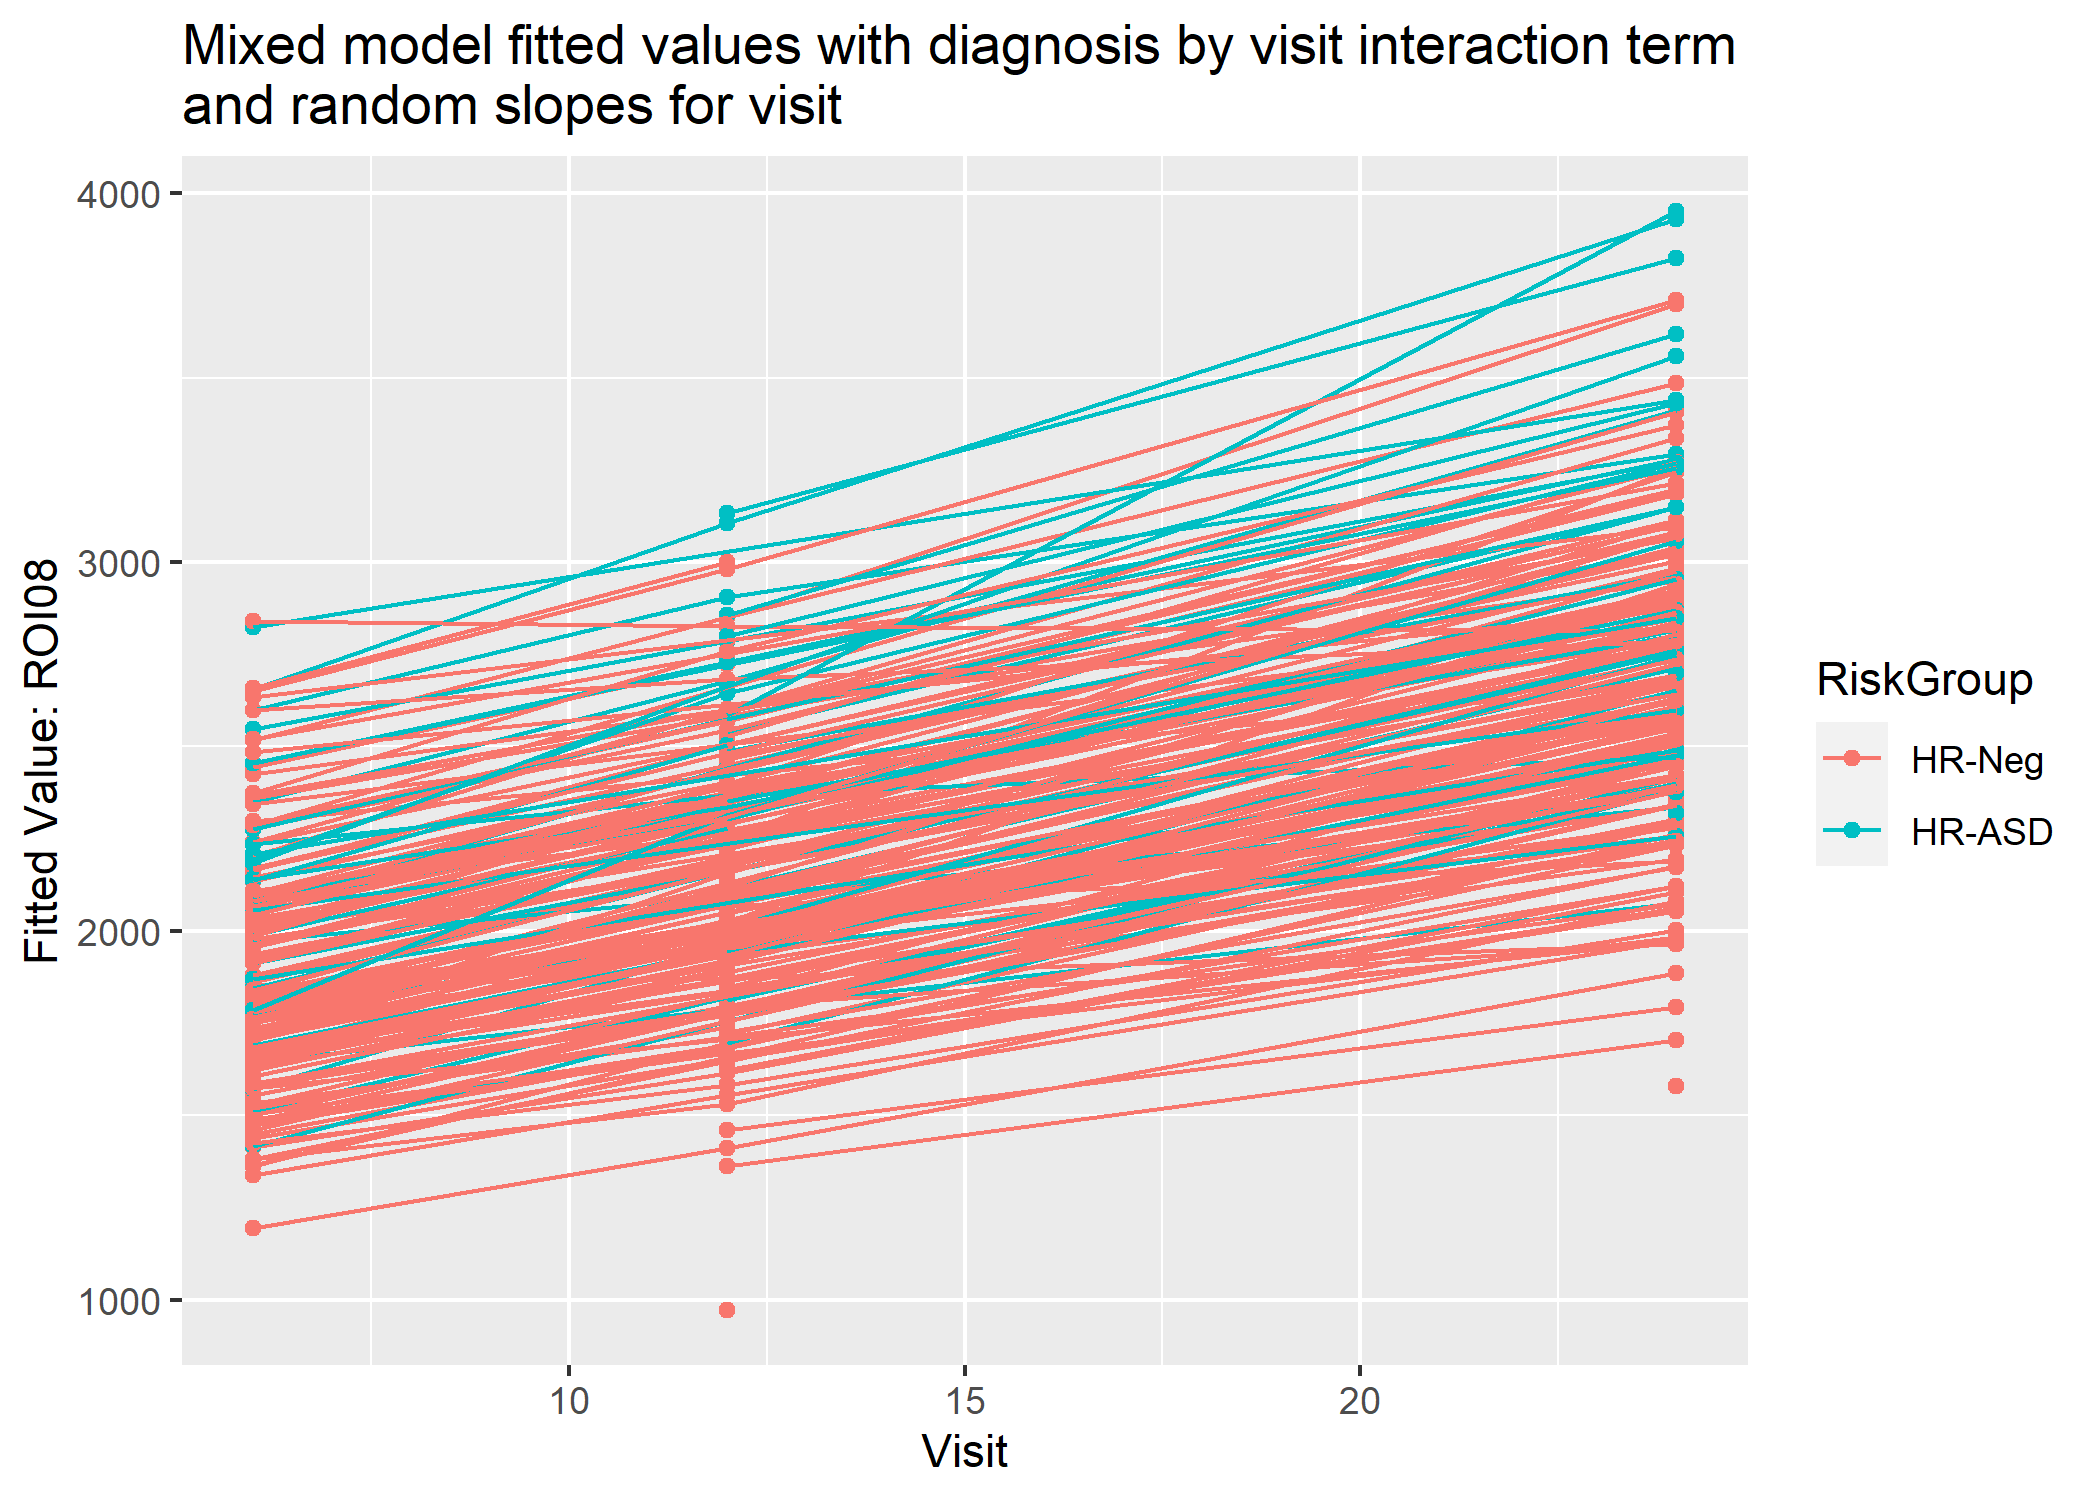 Mixed model fitted values with diagnosis by visit interaction term
and random slopes for visit
4000
3000
2000
1000
Fitted Value: ROI08
10
15
20
Visit
RiskGroup
HR-Neg
HR-ASD